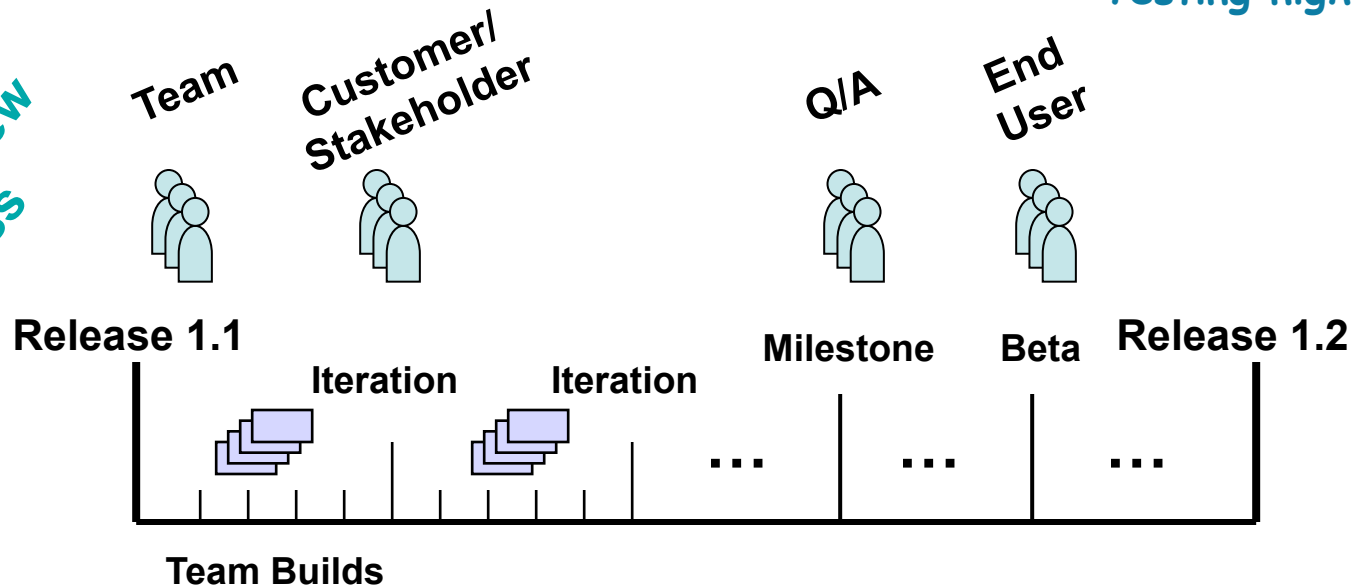 Team
Customer/
Stakeholder
Q/A
End
User
Release 1.1
Iteration
Iteration
...
Milestone
...
Beta
...
Release 1.2
Team Builds